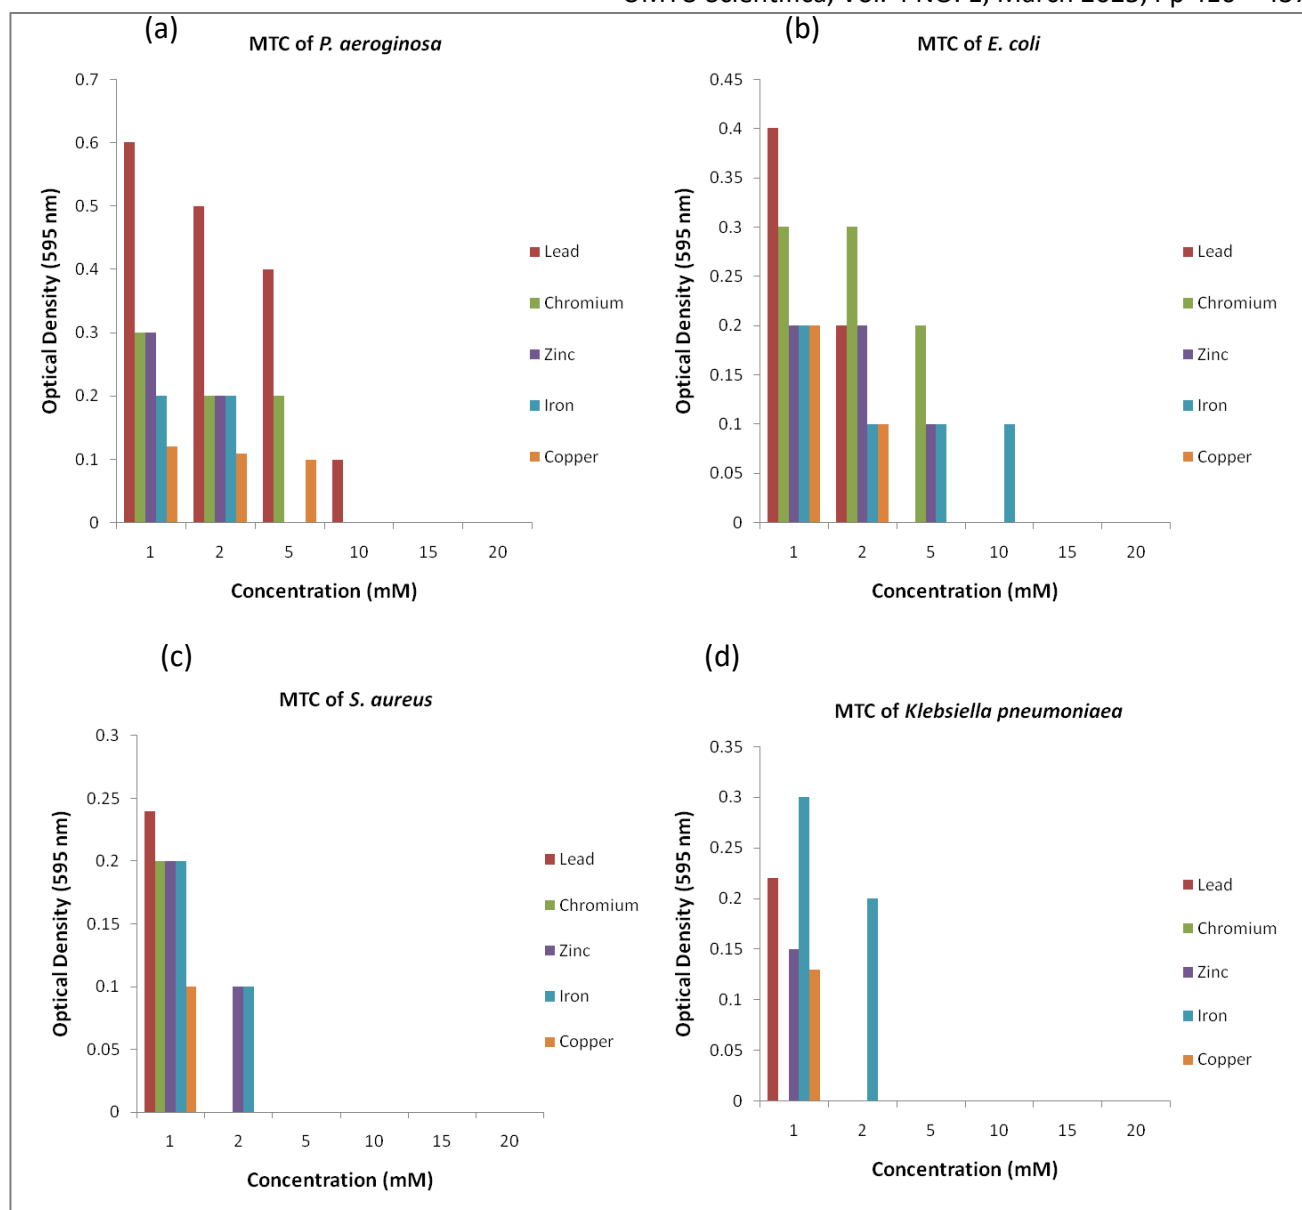 (a)
MTC of P. aeroginosa
0.7
0.6
0.5
0.4
0.3
0.2
0.1
0
Optical Density (595 nm)
1 2 5 10 15 20
Concentration (mM)
Lead
Chromium
Zinc
Iron
Copper
(b)
MTC of E. coli
0.45
0.4
0.35
0.3
0.25
0.2
0.15
0.1
0.05
0
Optical Density (595 nm)
1 2 5 10 15 20
Concentration (mM)
Lead
Chromium
Zinc
Iron
Copper
(c)
MTC of S. aureus
0.3
0.25
0.2
0.15
0.1
0.05
0
Optical Density (595 nm)
1 2 5 10 15 20
Concentration (mM)
Lead
Chromium
Zinc
Iron
Copper
(d)
MTC of Klebsiella pneumoniaea
0.35
0.3
0.25
0.2
0.15
0.1
0.05
0
Optical Density (595 nm)
1 2 5 10 15 20
Concentration (mM)
Lead
Chromium
Zinc
Iron
Copper